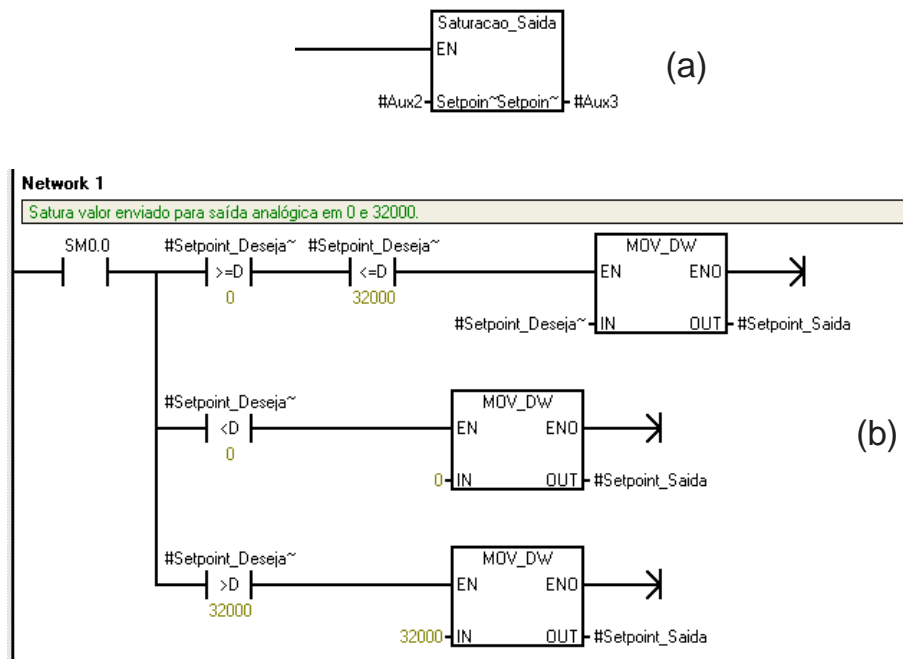 Saturacao_Saida
EN
(a)
#Aux2 Setpoin~Setpoin~ #Aux3
Network 1
Satura valor enviado para saída analógica em 0 e 32000.
SM0.0 #Setpoint_Deseja~ #Setpoint_Deseja~ MOV_DW
>=D <=D EN ENO
0 32000
#Setpoint_Deseja~ IN OUT #Setpoint_Saida
#Setpoint_Deseja~ MOV_DW
<D EN ENO
(b)
0
0 IN OUT #Setpoint_Saida
#Setpoint_Deseja~ MOV_DW
>D EN ENO
32000
32000 IN OUT #Setpoint_Saida